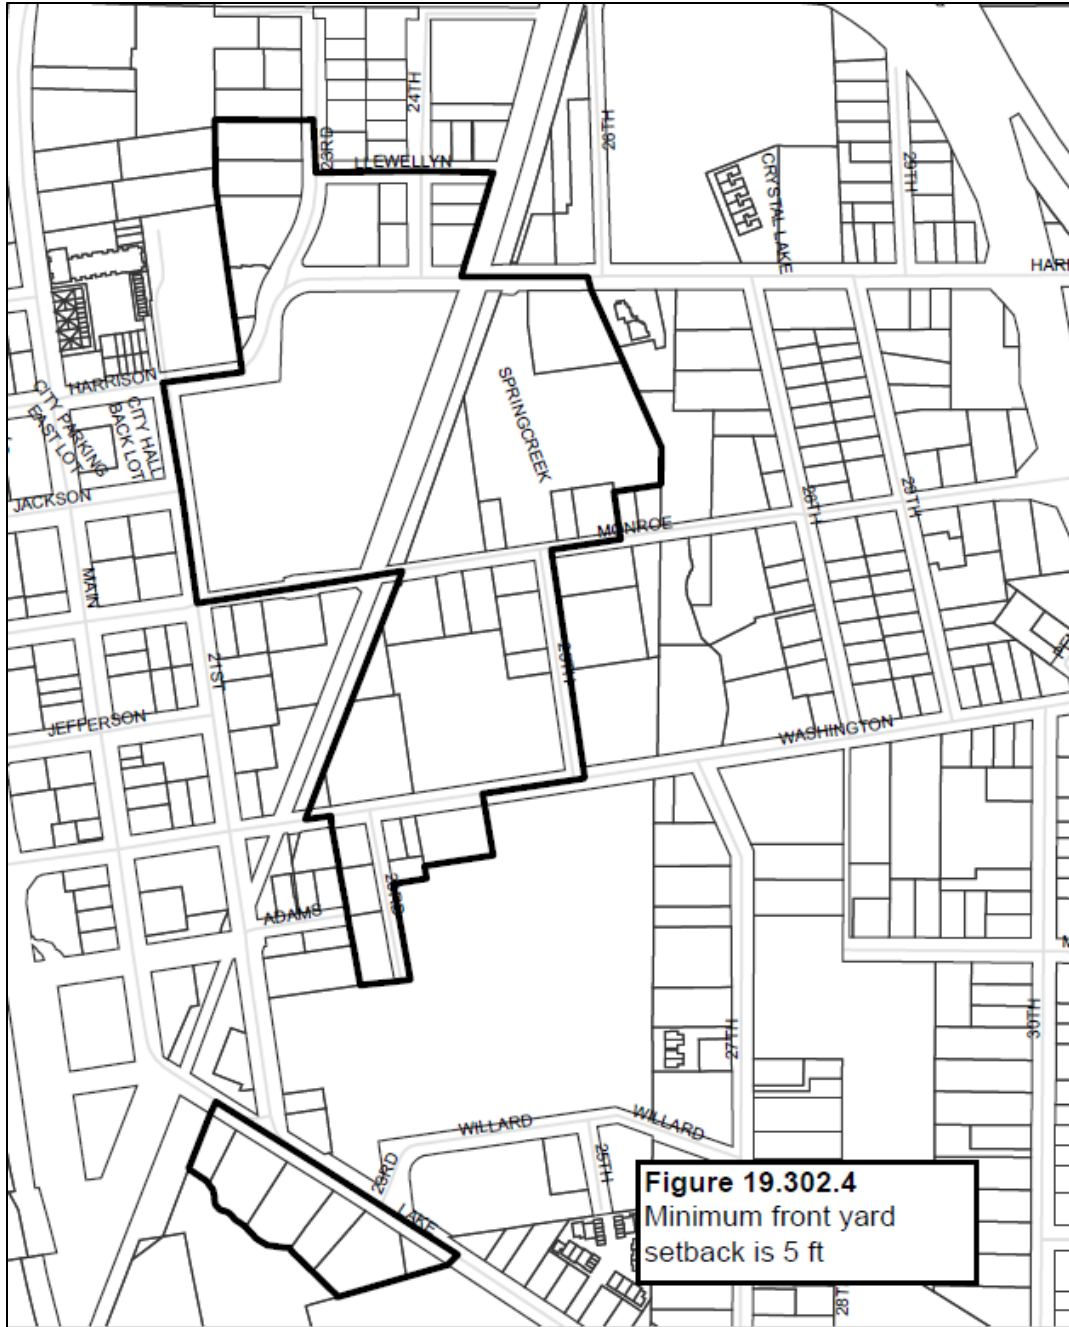 24TH
23RD
26TH
LLEWELLYN
CRYSTAL LAKE
29TH
HARR
HARRISON
CITY PARKING
EAST LOT
CITY HALL
BACK LOT
SPRINGCREEK
JACKSON
MONROE
28TH
29TH
MAIN
21ST
25TH
JEFFERSON
WASHINGTON
23RD
ADAMS
M
27TH
30TH
WILLARD
WILLARD
25TH
23RD
LAKE
Figure 19.302.4
Minimum front yard
setback is 5 ft
28TH